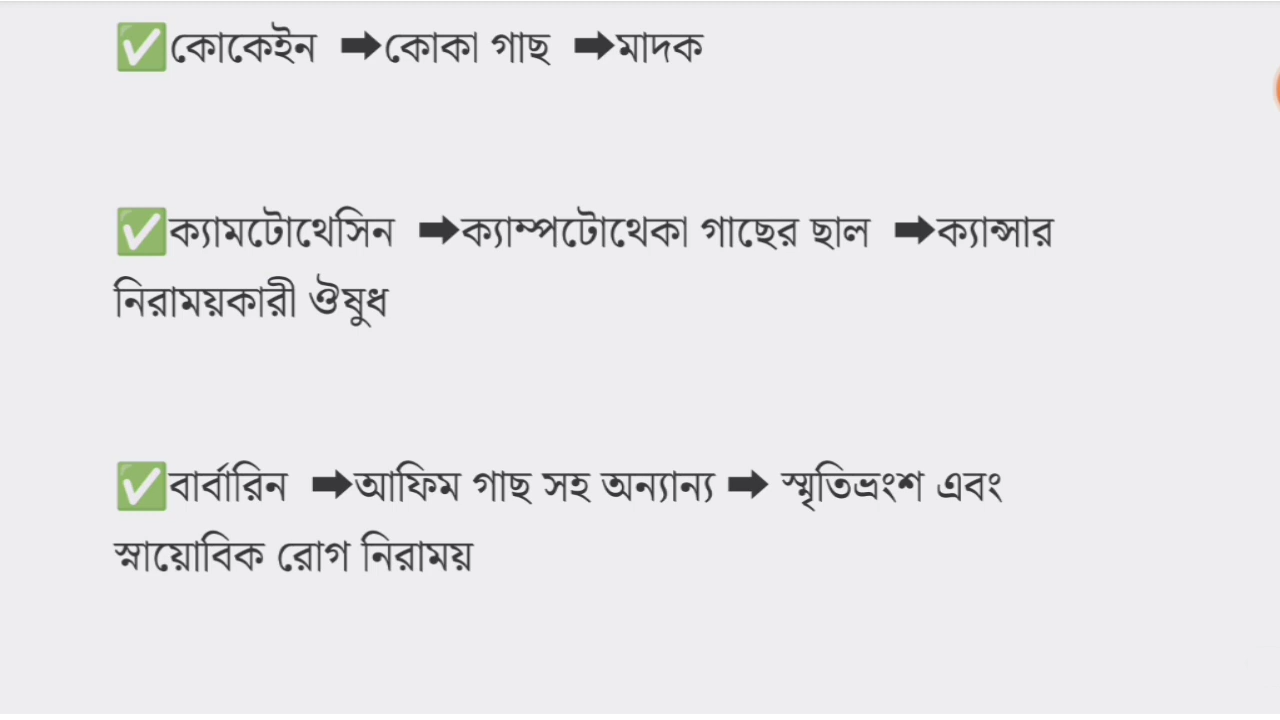 ✅কোকেইন ➡কোকা গাছ ➡মাদক
✅ক্যামটোথেসিন ➡ক্যাম্পটোথেকা গাছের ছাল ➡ক্যান্সার
নিরাময়কারী ঔষুধ
✅বার্বারিন ➡আফিম গাছ সহ অন্যান্য ➡ স্মৃতিভ্রংশ এবং
স্নায়োবিক রোগ নিরাময়